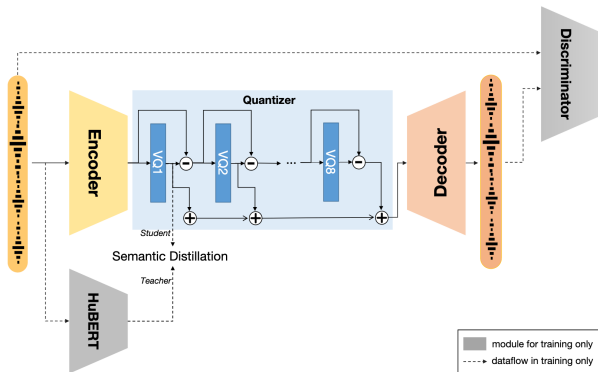 Discriminator
Quantizer
Encoder
VQ1
VQ2
...
VQ8
Decoder
Student
Semantic Distillation
Teacher
HuBERT
module for training only
dataflow in training only